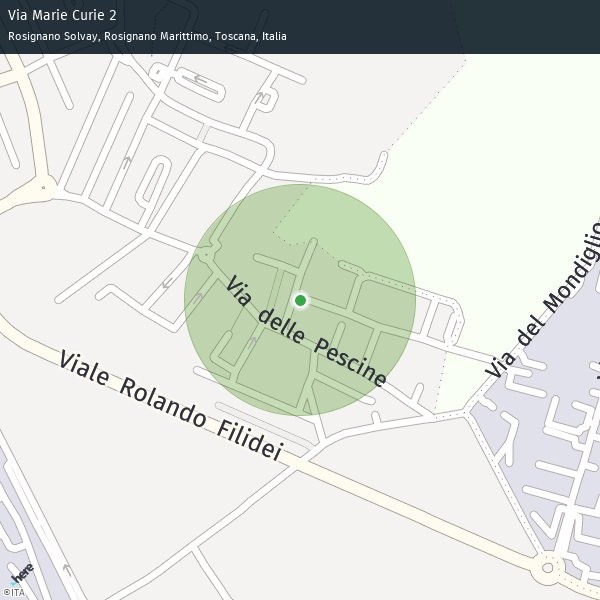 Via Marie Curie 2
Rosignano Solvay, Rosignano Marittimo, Toscana, Italia
Via del Mondiglio
Via delle Pescine
Viale Rolando Filidei
here
©ITA